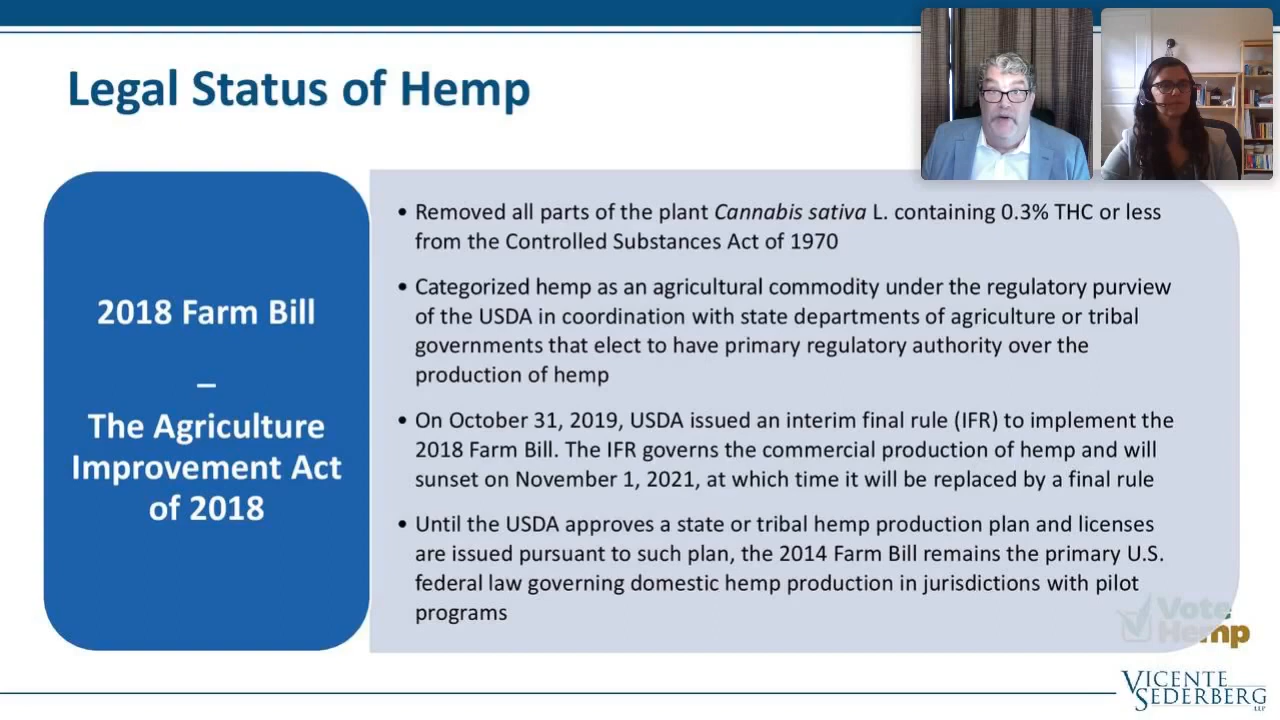 Legal Status of Hemp
2018 Farm Bill
–
The Agriculture
Improvement Act
of 2018
• Removed all parts of the plant Cannabis sativa L. containing 0.3% THC or less
from the Controlled Substances Act of 1970
• Categorized hemp as an agricultural commodity under the regulatory purview
of the USDA in coordination with state departments of agriculture or tribal
governments that elect to have primary regulatory authority over the
production of hemp
• On October 31, 2019, USDA issued an interim final rule (IFR) to implement the
2018 Farm Bill. The IFR governs the commercial production of hemp and will
sunset on November 1, 2021, at which time it will be replaced by a final rule
• Until the USDA approves a state or tribal hemp production plan and licenses
are issued pursuant to such plan, the 2014 Farm Bill remains the primary U.S.
federal law governing domestic hemp production in jurisdictions with pilot
programs
Vote
Hemp
VICENTE
SEDERBERG
LLP